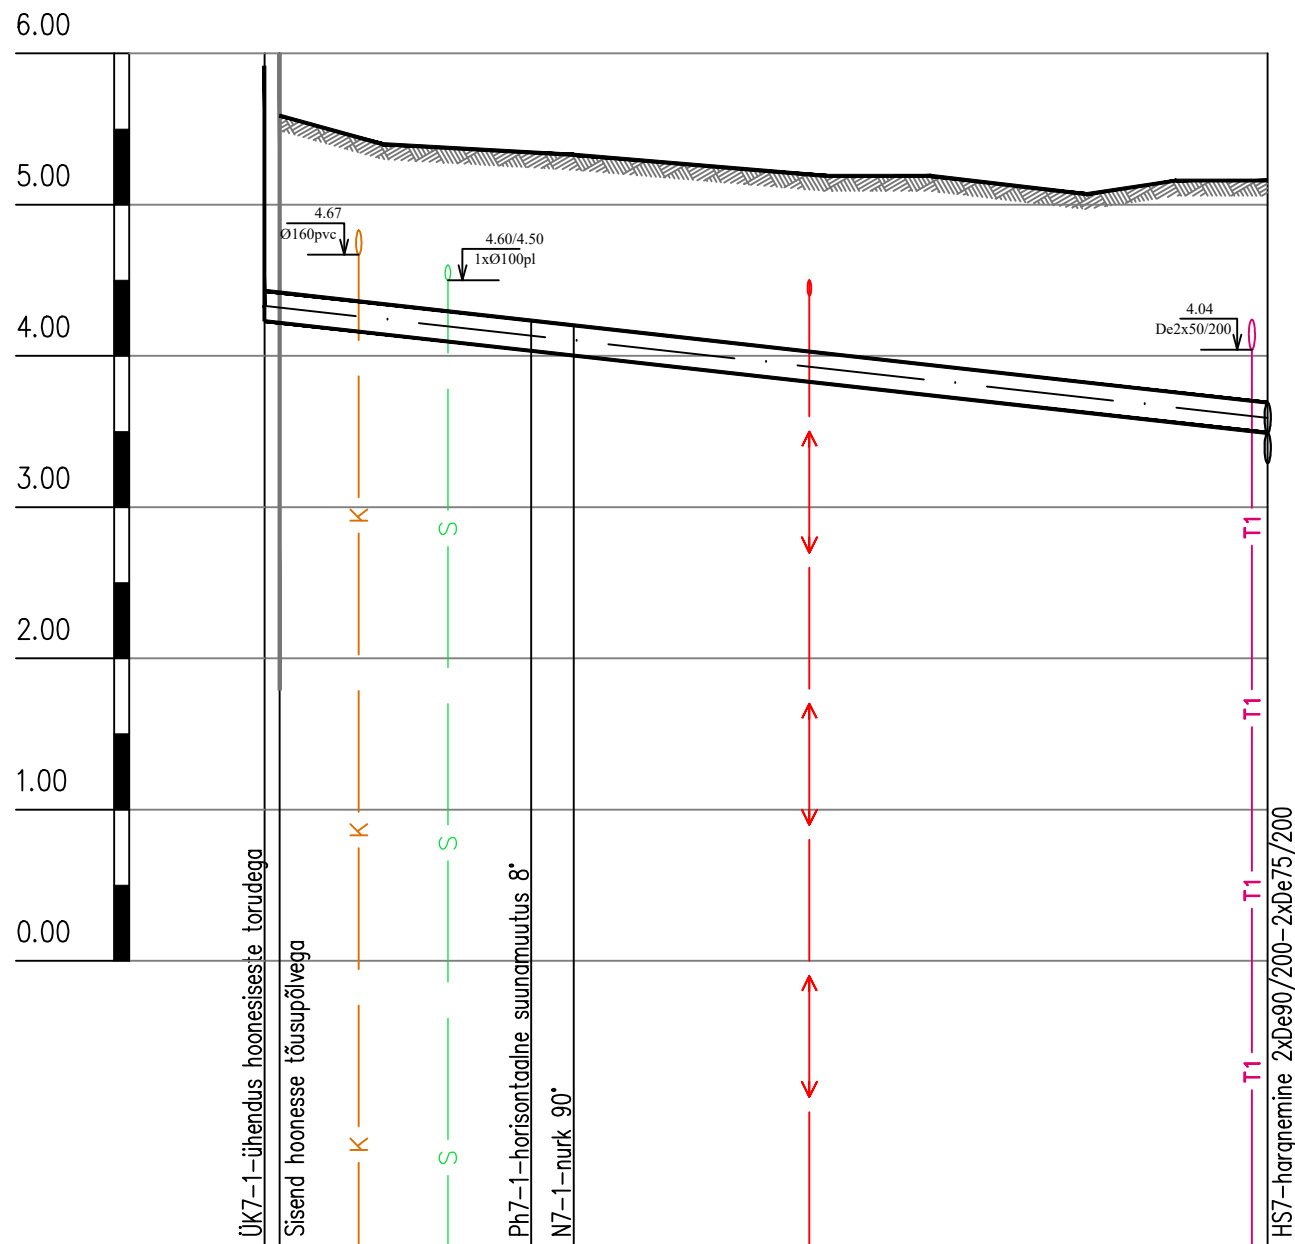 6.00
5.00
4.67
Ø160pvc
4.60/4.50
1xØ100pl
4.00
4.04
De2x50/200
3.00
K
S
T1
2.00
T1
1.00
K
S
T1
0.00
T1
K
S
ÜK7-1-ühendus hoonesiseste torudega
Sisend hoonesse tõusupõlvega
Ph7-1-horisontaalne suunamuutus 8°
N7-1-nurk 90°
HS7-hargnemine 2xDe90/200-2xDe75/200